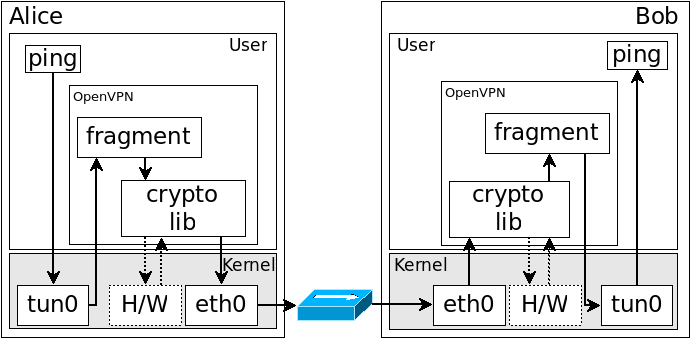 Alice
User
ping
OpenVPN
fragment
crypto
lib
Kernel
tun0
H/W
eth0
Bob
User
ping
OpenVPN
fragment
crypto
lib
Kernel
eth0
H/W
tun0